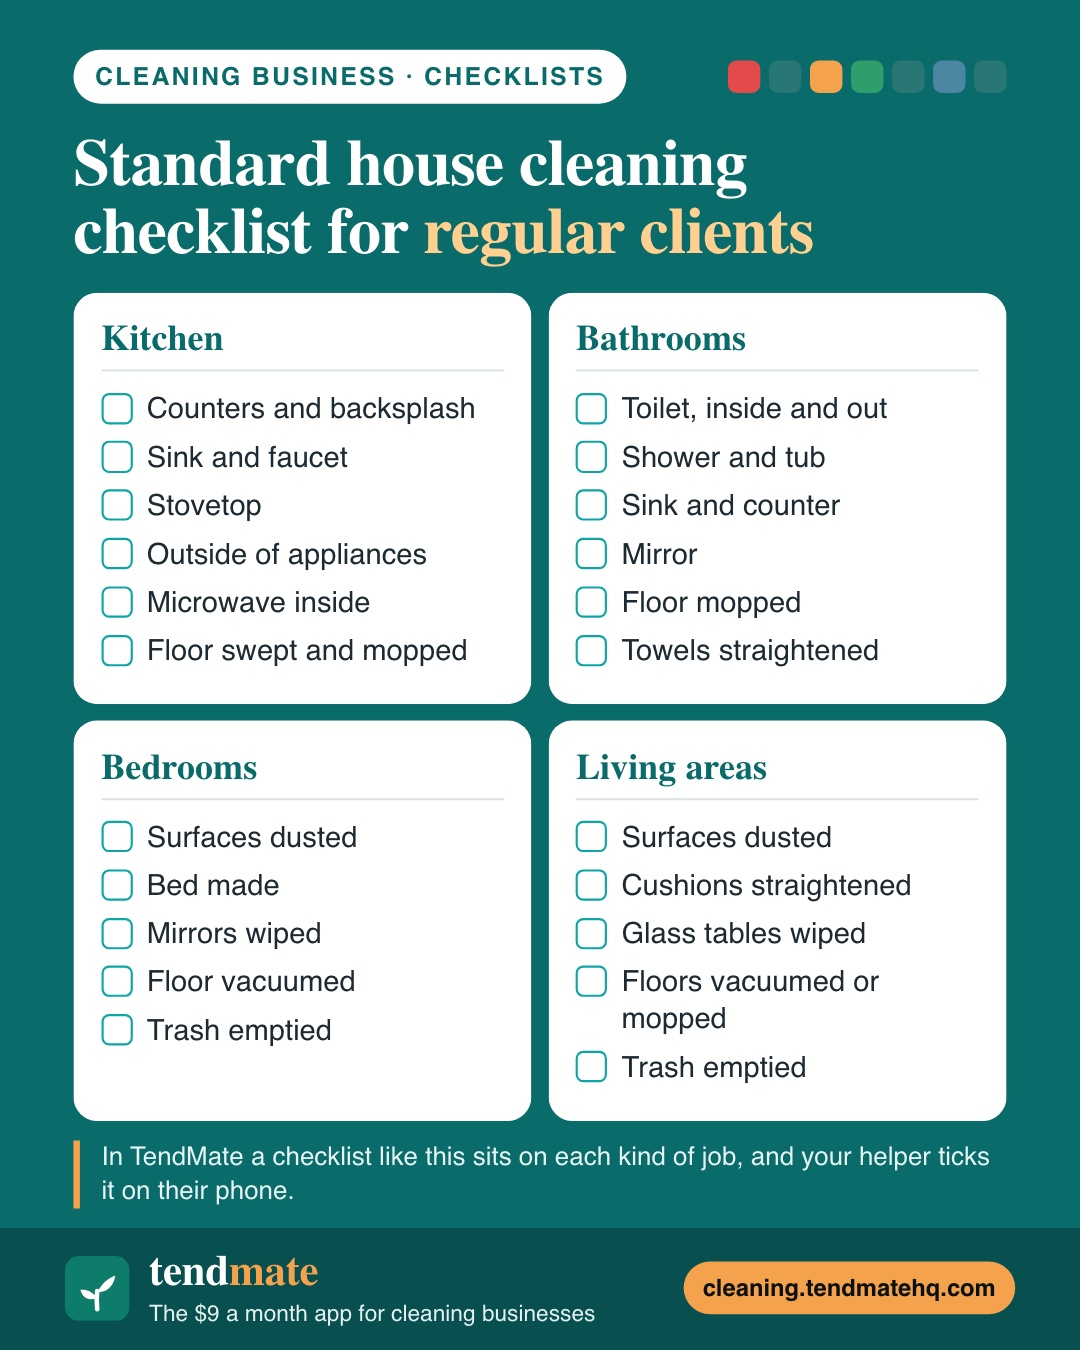 CLEANING BUSINESS · CHECKLISTS
Standard house cleaning
checklist for regular clients
Kitchen
Counters and backsplash
Sink and faucet
Stovetop
Outside of appliances
Microwave inside
Floor swept and mopped
Bathrooms
Toilet, inside and out
Shower and tub
Sink and counter
Mirror
Floor mopped
Towels straightened
Bedrooms
Surfaces dusted
Bed made
Mirrors wiped
Floor vacuumed
Trash emptied
Living areas
Surfaces dusted
Cushions straightened
Glass tables wiped
Floors vacuumed or
mopped
Trash emptied
In TendMate a checklist like this sits on each kind of job, and your helper ticks
it on their phone.
tendmate
The $9 a month app for cleaning businesses
cleaning.tendmatehq.com